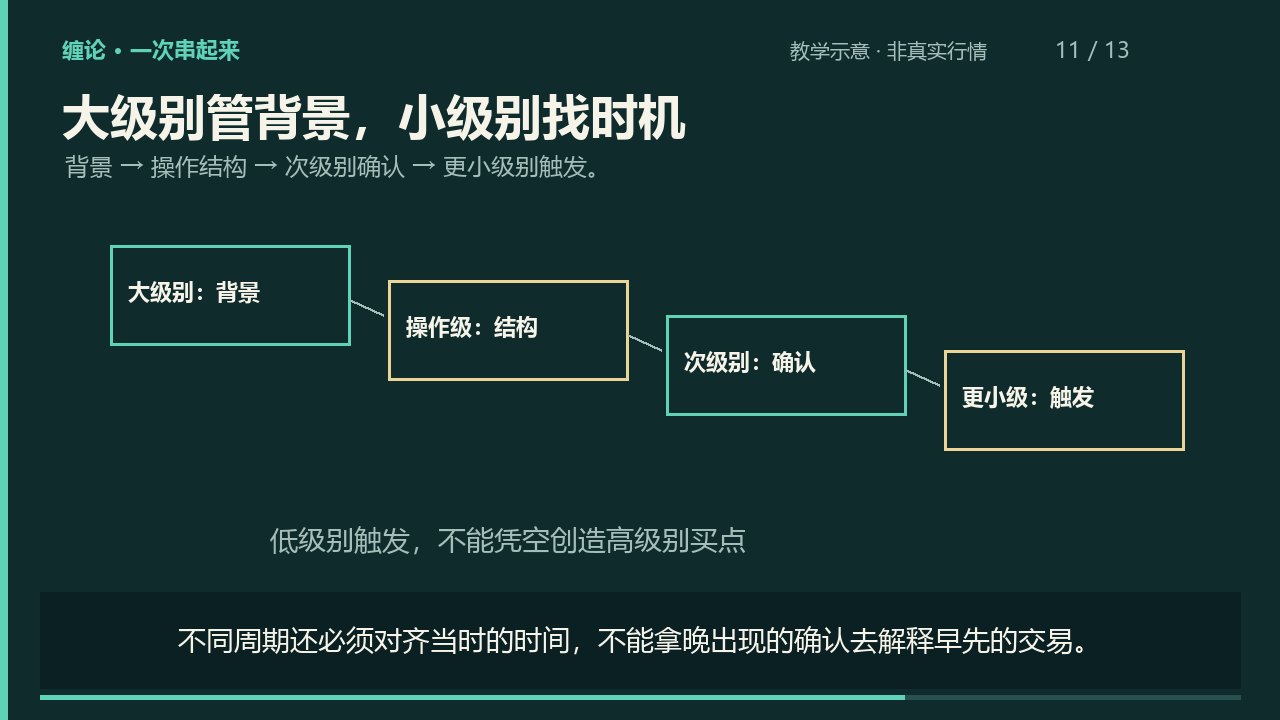 缠论 • 一次串起来
教学示意 · 非真实行情
11 / 13
大级别管背景，小级别找时机
背景 → 操作结构 → 次级别确认 → 更小级别触发。
大级别：背景
操作级：结构
次级别：确认
更小级：触发
低级别触发，不能凭空创造高级别买点
不同周期还必须对齐当时的时间，不能拿晚出现的确认去解释早先的交易。